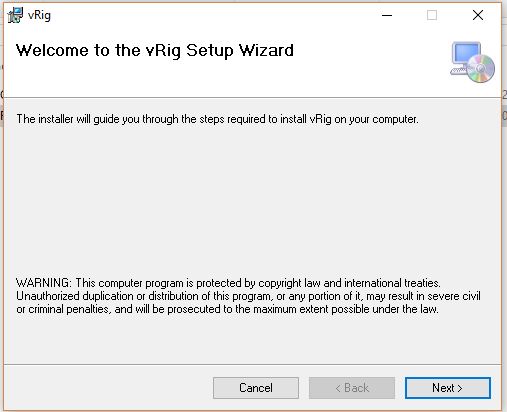 vRig
Welcome to the vRig Setup Wizard
The installer will guide you through the steps required to install vRig on your computer.
WARNING: This computer program is protected by copyright law and international treaties.
Unauthorized duplication or distribution of this program, or any portion of it, may result in severe civil
or criminal penalties, and will be prosecuted to the maximum extent possible under the law.
Cancel
< Back
Next >